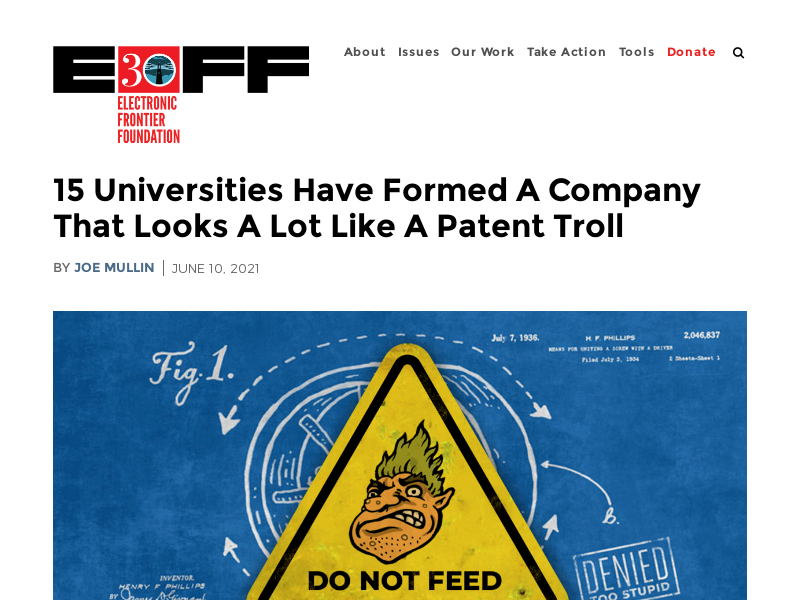 E30FF
ELECTRONIC
FRONTIER
FOUNDATION
About Issues Our Work Take Action Tools Donate
15 Universities Have Formed A Company
That Looks A Lot Like A Patent Troll
BY JOE MULLIN | JUNE 10, 2021
Fig. 1.
July 7, 1936.
H. F. PHILLIPS
2,046,837
MEANS FOR UNITING A SCREW WITH A DRIVER
Filed July 3, 1934
2 Sheets-Sheet 1
B.
DO NOT FEED
DENIED
TOO STUPID
INVENTOR.
HENRY F PHILLIPS
BY